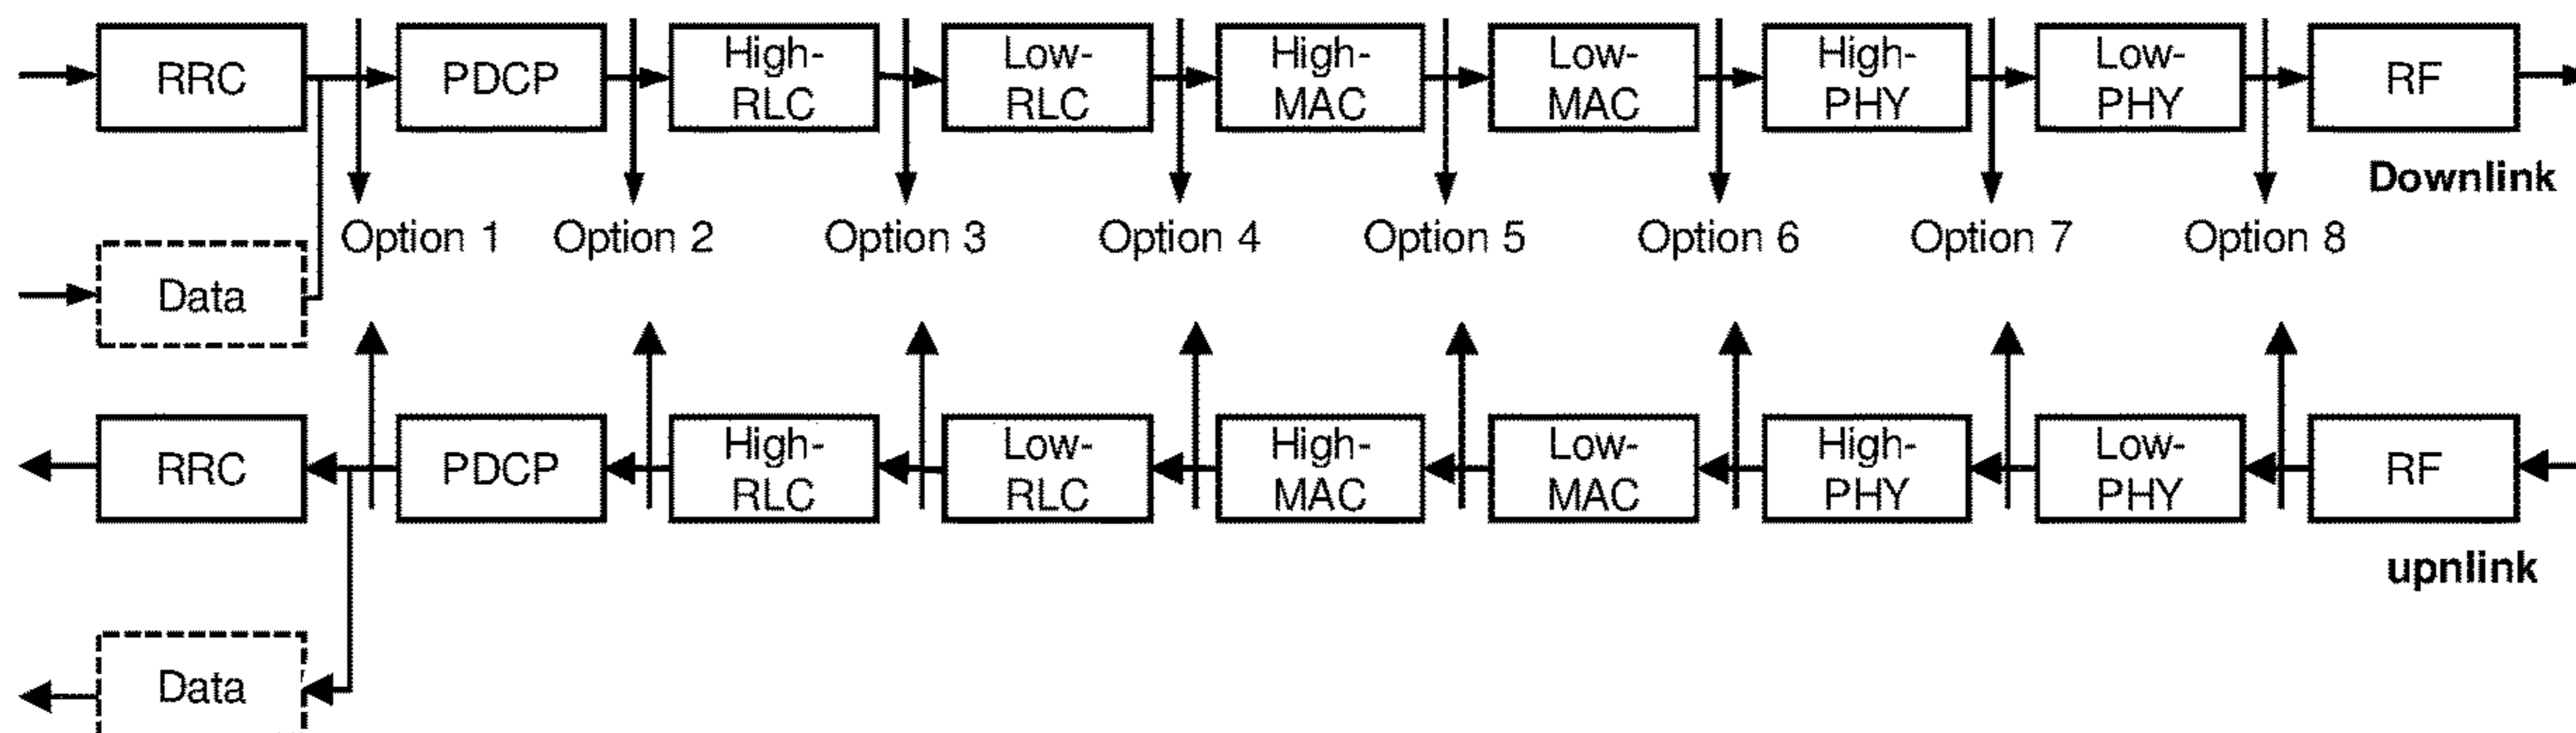 RRC
PDCP
High-
RLC
Low-
RLC
High-
MAC
Low-
MAC
High-
PHY
Low-
PHY
RF
Downlink
Option 1
Option 2
Option 3
Option 4
Option 5
Option 6
Option 7
Option 8
Data
RRC
PDCP
High-
RLC
Low-
RLC
High-
MAC
Low-
MAC
High-
PHY
Low-
PHY
RF
upnlink
Data